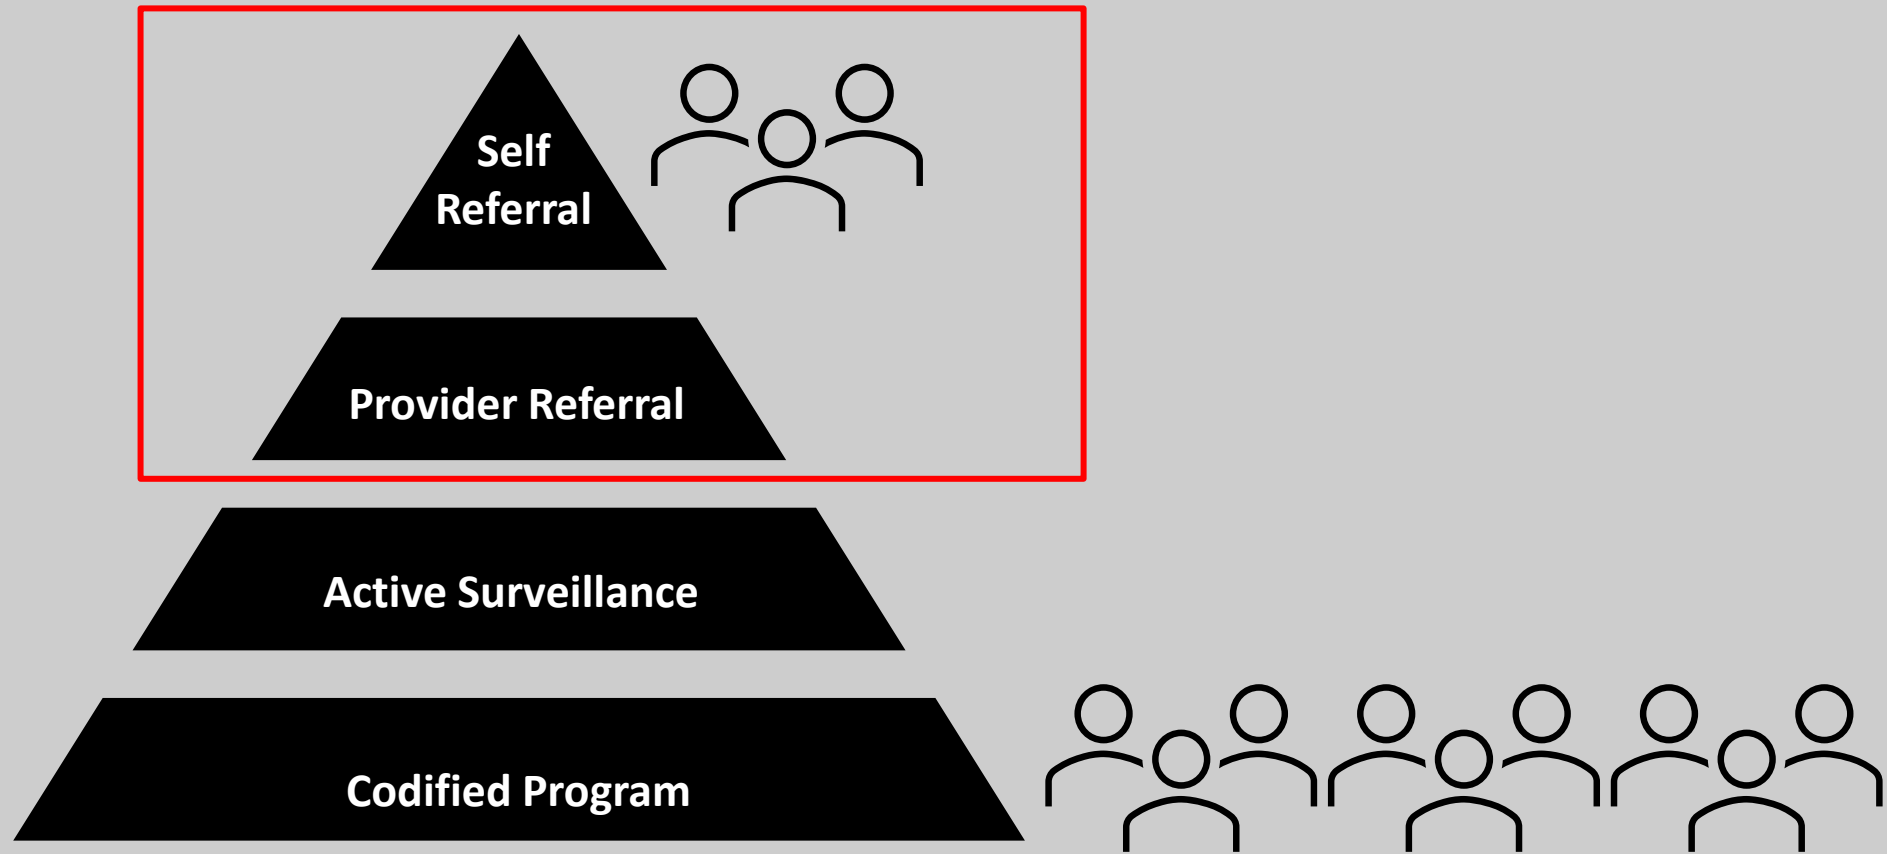 Self
Referral
Provider Referral
Active Surveillance
Codified Program